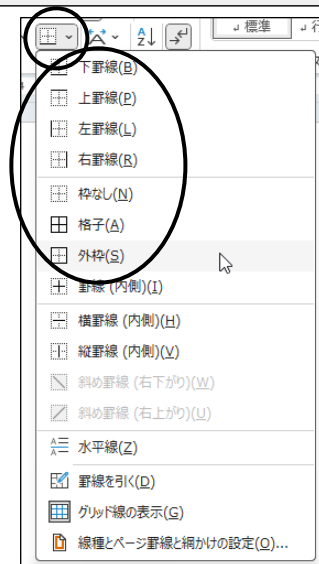 標準
下罫線(B)
上罫線(P)
左罫線(L)
右罫線(R)
枠なし(N)
格子(A)
外枠(S)
罫線 (内側)(I)
横罫線 (内側)(H)
縦罫線 (内側)(V)
斜め罫線 (右下がり)(W)
斜め罫線 (右上がり)(U)
水平線(Z)
罫線を引く(D)
グリッド線の表示(G)
線種とページ罫線と網かけの設定(O)...